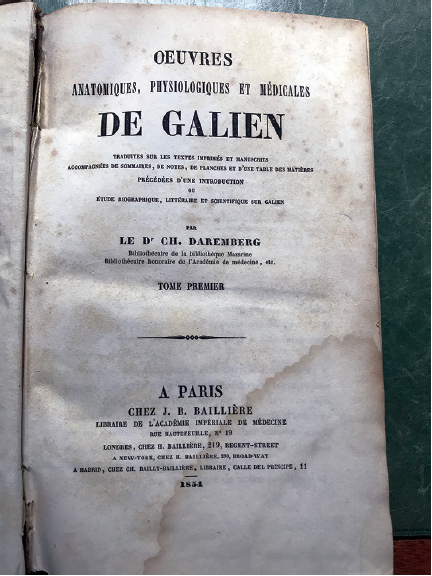 OEUVRES
ANATOMIQUES, PHYSIOLOGIQUES ET MÉDICALES
DE GALIEN
TRADUITES SUR LES TEXTES IMPRIMÉS ET MANUSCRITS
ACCOMPAGNÉES DE SOMMAIRES, DE NOTES, DE PLANCHES ET D'UNE TABLE DES MATIÈRES
PRÉCÉDÉES D'UNE INTRODUCTION
OU
ÉTUDE BIOGRAPHIQUE, LITTÉRAIRE ET SCIENTIFIQUE SUR GALIEN
PAR
LE Dr CH. DAREMBERG
Bibliothécaire de la bibliothèque Mazarine
Bibliothécaire honoraire de l'Académie de médecine, etc.
TOME PREMIER
A PARIS
CHEZ J. B. BAILLIÈRE
LIBRAIRE DE L'ACADÉMIE IMPÉRIALE DE MÉDECINE
RUE HAUTEFEUILLE, No 19
LONDRES, CHEZ H. BAILLIÈRE, 219, REGENT-STREET
A NEW-YORK, CHEZ H. BAILLIÈRE, 290, BROAD-WAY
A MADRID, CHEZ CH. BAILLY-BAILLIÈRE, LIBRAIRE, CALLE DEL PRINCIPE, 11
1854